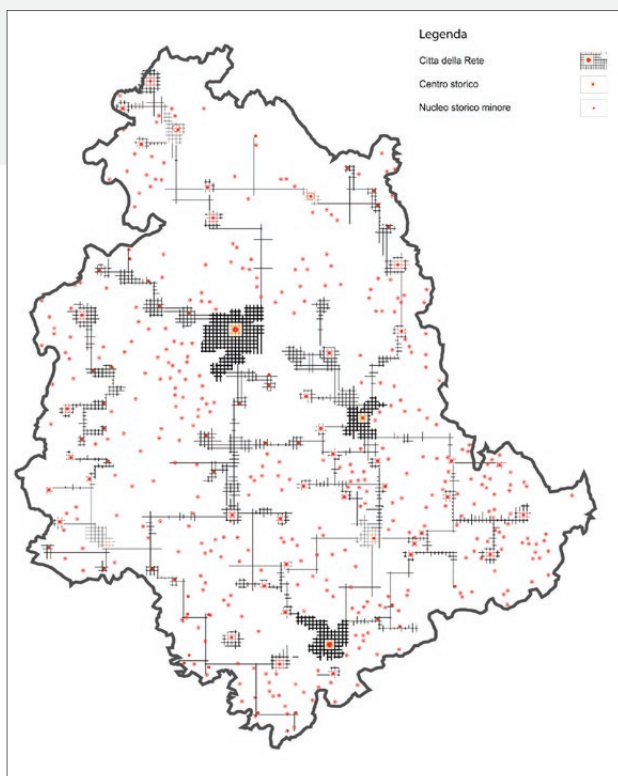 Legenda
Citta della Rete
Centro storico
Nucleo storico minore